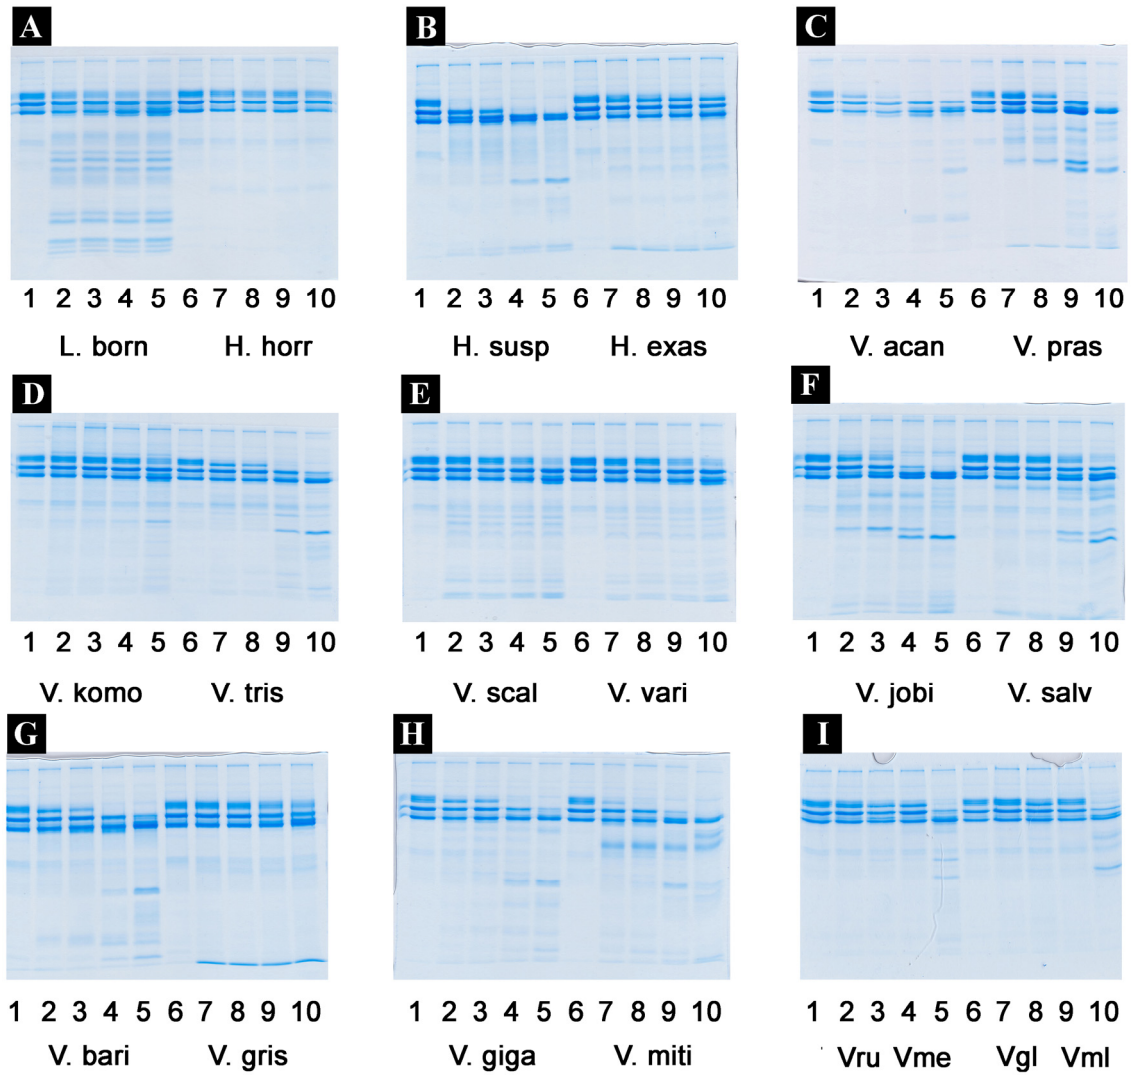 A B C
1 2 3 4 5 6 7 8 9 10 1 2 3 4 5 6 7 8 9 10 1 2 3 4 5 6 7 8 9 10
L. born H. horr H. susp H. exas V. acan V. pras
D E F
1 2 3 4 5 6 7 8 9 10 1 2 3 4 5 6 7 8 9 10 1 2 3 4 5 6 7 8 9 10
V. komo V. tris V. scal V. vari V. jobi V. salv
G H I
1 2 3 4 5 6 7 8 9 10 1 2 3 4 5 6 7 8 9 10 1 2 3 4 5 6 7 8 9 10
V. bari V. gris V. giga V. miti Vru Vme Vgl Vml